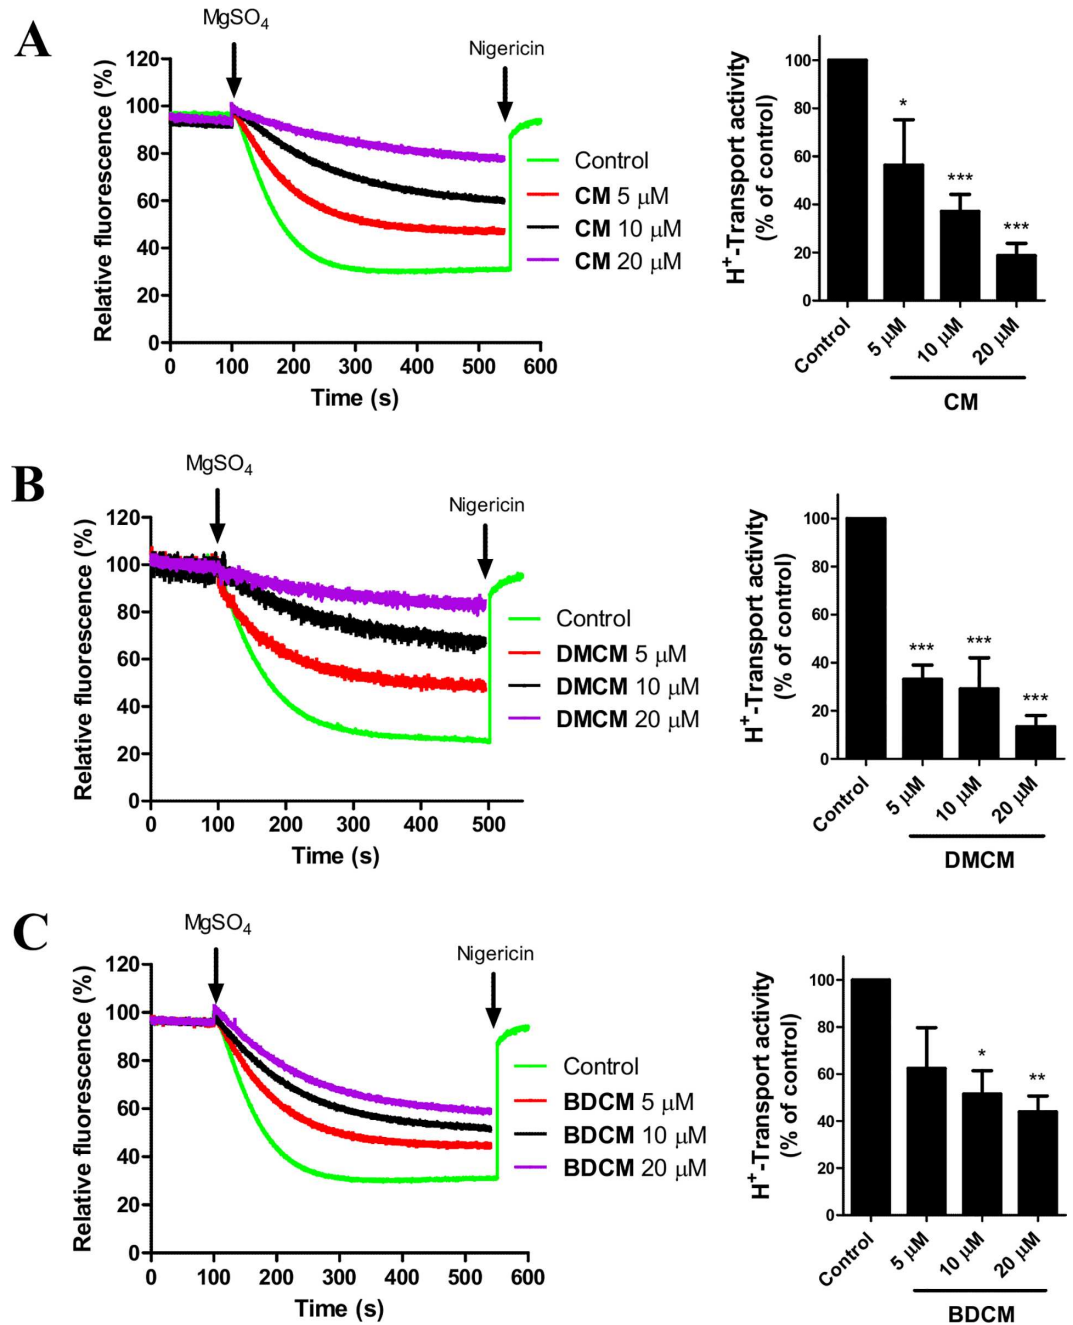 A
MgSO4
Nigericin
Relative fluorescence (%)
120
100
80
60
40
20
0
0 100 200 300 400 500 600
Time (s)
Control
CM 5 μM
CM 10 μM
CM 20 μM
H+-Transport activity
(% of control)
100
80
60
40
20
0
*
***
***
Control
5 μM
10 μM
20 μM
CM
B
MgSO4
Nigericin
Relative fluorescence (%)
120
100
80
60
40
20
0
0 100 200 300 400 500
Time (s)
Control
DMCM 5 μM
DMCM 10 μM
DMCM 20 μM
H+-Transport activity
(% of control)
100
80
60
40
20
0
***
***
***
Control
5 μM
10 μM
20 μM
DMCM
C
MgSO4
Nigericin
Relative fluorescence (%)
120
100
80
60
40
20
0
0 100 200 300 400 500 600
Time (s)
Control
BDCM 5 μM
BDCM 10 μM
BDCM 20 μM
H+-Transport activity
(% of control)
100
80
60
40
20
0
*
**
Control
5 μM
10 μM
20 μM
BDCM